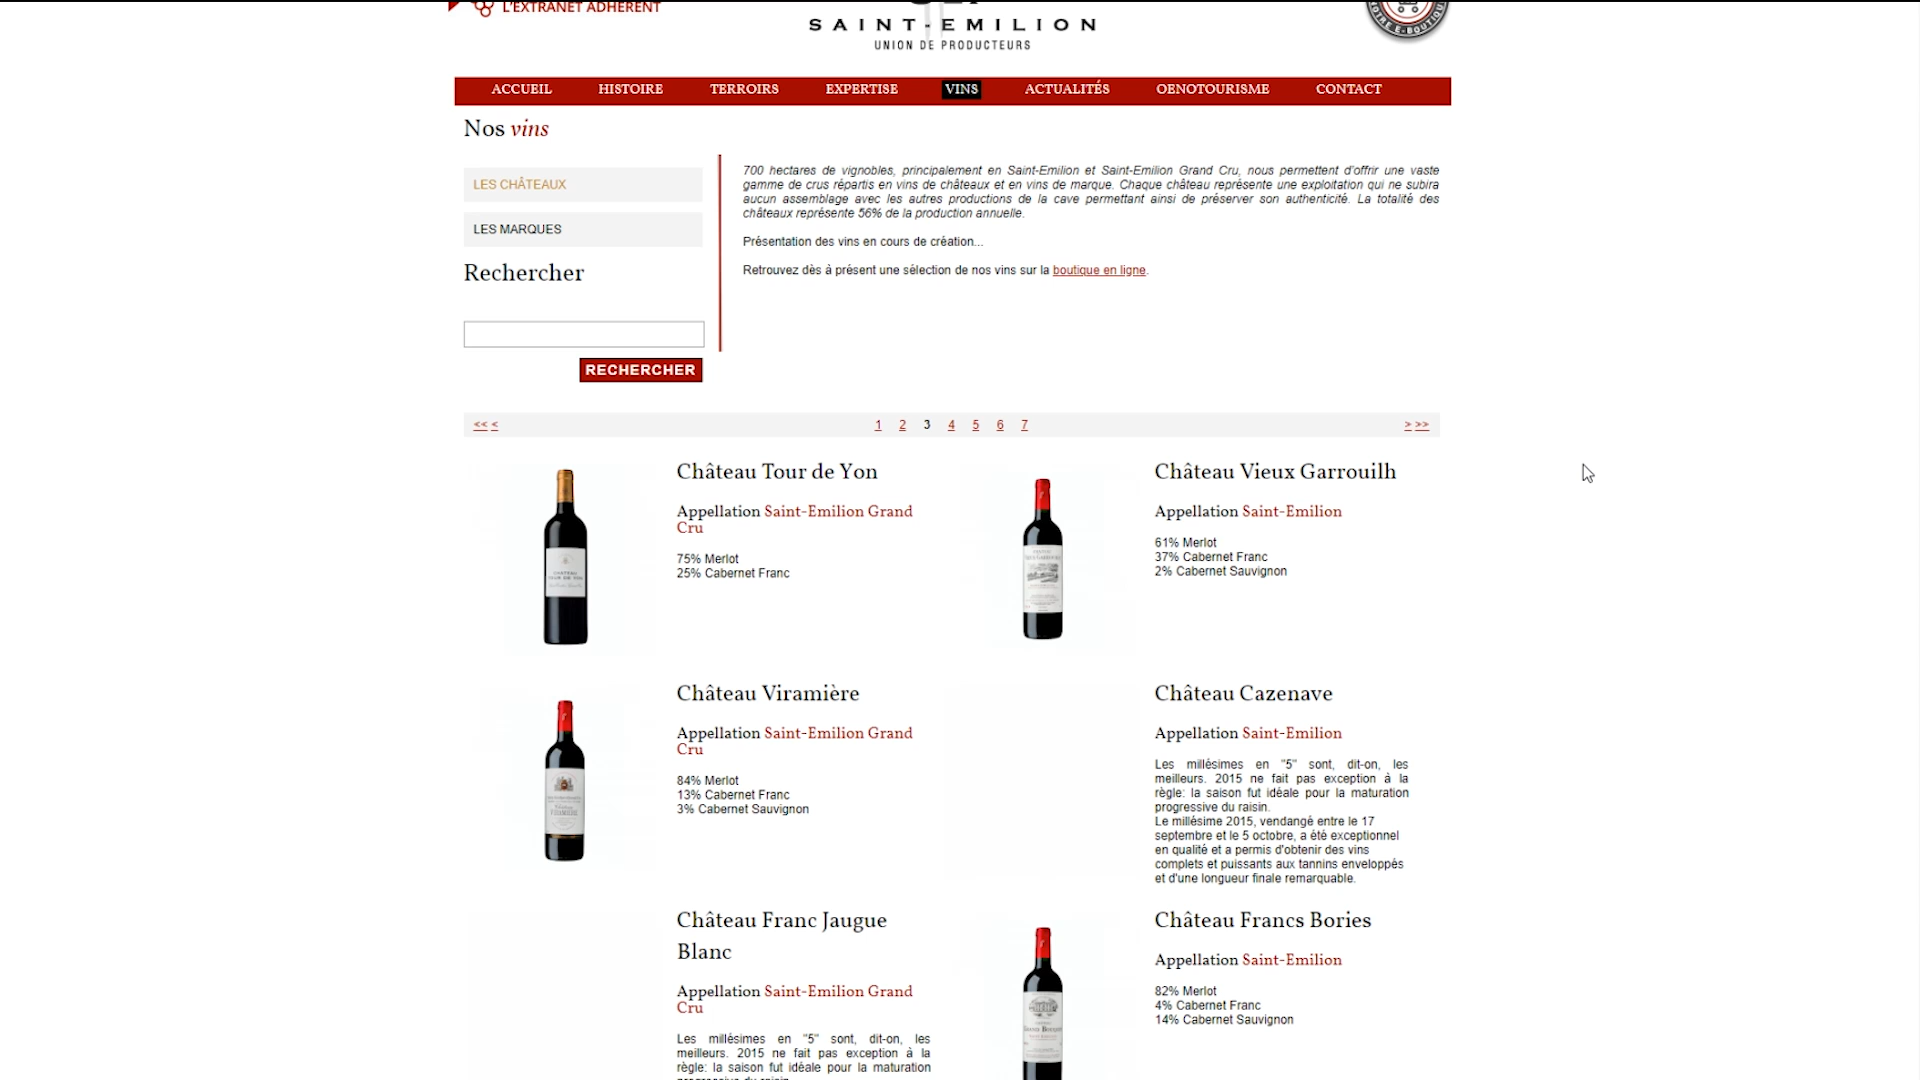 L'EXTRANET ADHÉRENT
SAINT-EMILION
UNION DE PRODUCTEURS
OTRE E-BOUTIQ
ACCUEIL HISTOIRE TERROIRS EXPERTISE VINS ACTUALITÉS OENOTOURISME CONTACT
Nos vins
LES CHÂTEAUX
LES MARQUES
Rechercher
RECHERCHER
700 hectares de vignobles, principalement en Saint-Emilion et Saint-Emilion Grand Cru, nous permettent d'offrir une vaste
gamme de crus répartis en vins de châteaux et en vins de marque. Chaque château représente une exploitation qui ne subira
aucun assemblage avec les autres productions de la cave permettant ainsi de préserver son authenticité. La totalité des
châteaux représente 56% de la production annuelle.
Présentation des vins en cours de création...
Retrouvez dès à présent une sélection de nos vins sur la boutique en ligne.
<< < 1 2 3 4 5 6 7 > >>
Château Tour de Yon
Appellation Saint-Emilion Grand
Cru
75% Merlot
25% Cabernet Franc
Château Vieux Garrouilh
Appellation Saint-Emilion
61% Merlot
37% Cabernet Franc
2% Cabernet Sauvignon
Château Viramière
Appellation Saint-Emilion Grand
Cru
84% Merlot
13% Cabernet Franc
3% Cabernet Sauvignon
Château Cazenave
Appellation Saint-Emilion
Les millésimes en "5" sont, dit-on, les
meilleurs. 2015 ne fait pas exception à la
règle: la saison fut idéale pour la maturation
progressive du raisin.
Le millésime 2015, vendangé entre le 17
septembre et le 5 octobre, a été exceptionnel
en qualité et a permis d'obtenir des vins
complets et puissants aux tannins enveloppés
et d'une longueur finale remarquable.
Château Franc Jaugue
Blanc
Appellation Saint-Emilion Grand
Cru
Les millésimes en "5" sont, dit-on, les
meilleurs. 2015 ne fait pas exception à la
règle: la saison fut idéale pour la maturation
progressive du raisin.
Château Francs Bories
Appellation Saint-Emilion
82% Merlot
4% Cabernet Franc
14% Cabernet Sauvignon